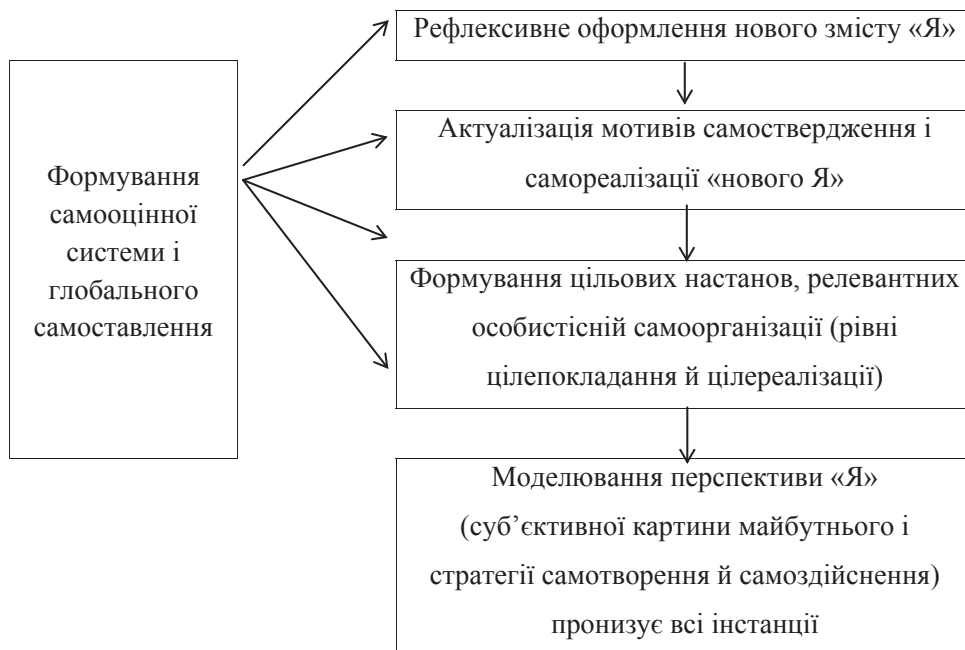 Формування
самооцінної
системи і
глобального
самоставлення
Рефлексивне оформлення нового змісту «Я»
Актуалізація мотивів самоствердження і
самореалізації «нового Я»
Формування цільових настанов, релевантних
особистісній самоорганізації (рівні
цілепокладання й цілереалізації)
Моделювання перспективи «Я»
(суб’єктивної картини майбутнього і
стратегії самотворення й самоздійснення)
пронизує всі інстанції